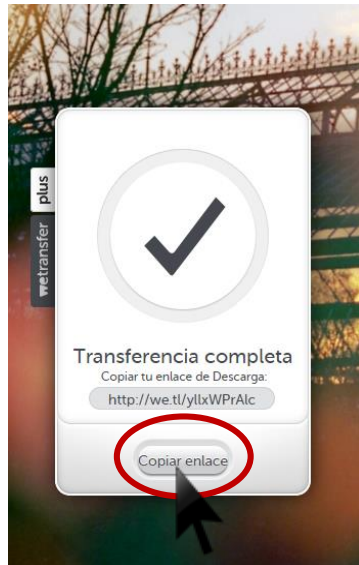 plus
wetransfer
Transferencia completa
Copiar tu enlace de Descarga:
http://we.tl/yllxWPrAlc
Copiar enlace